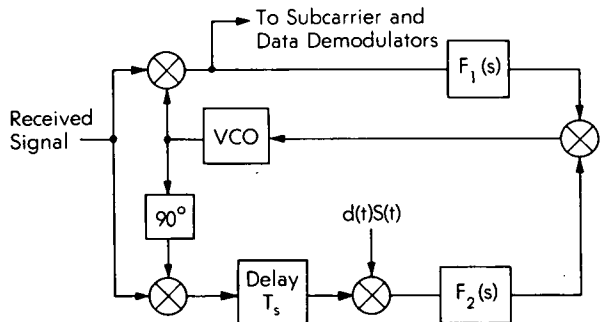 To Subcarrier and
Data Demodulators
F1(s)
Received
Signal
VCO
90°
d(t)S(t)
Delay
Ts
F2(s)